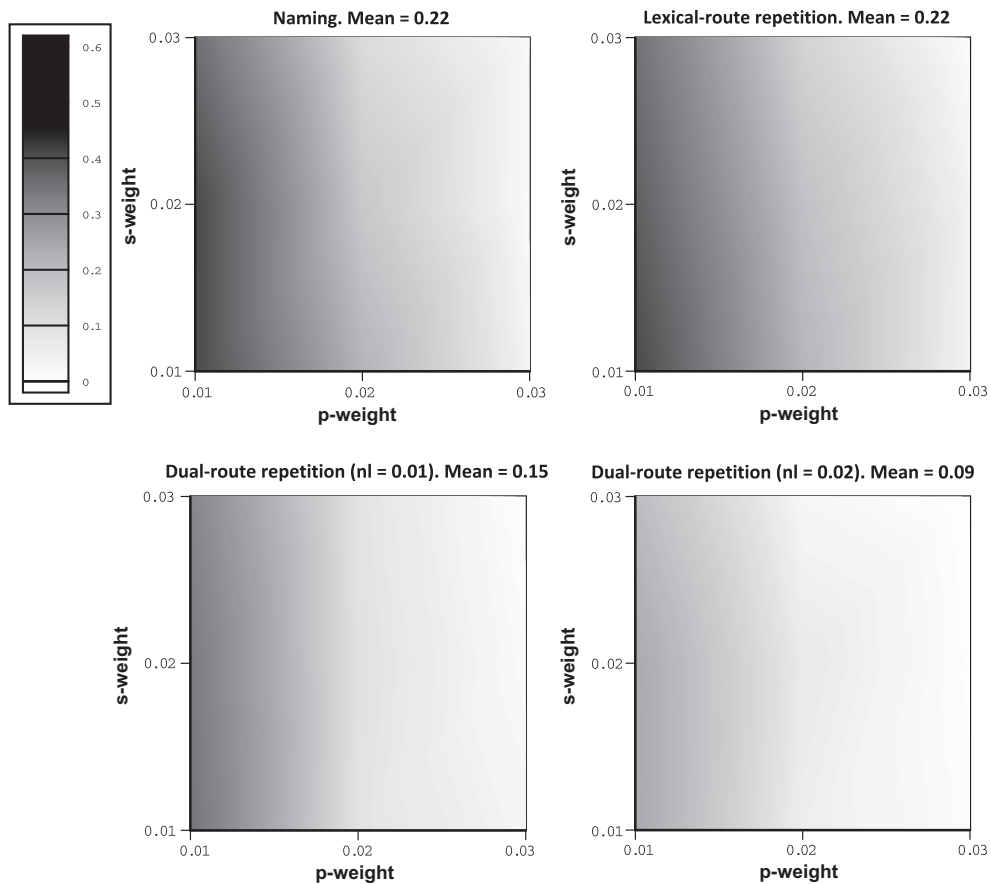 Naming. Mean = 0.22
Lexical-route repetition. Mean = 0.22
0.6
0.5
0.4
0.3
0.2
0.1
0
s-weight
0.03
0.02
0.01
0.01 0.02 0.03
p-weight
s-weight
0.03
0.02
0.01
0.01 0.02 0.03
p-weight
Dual-route repetition (nl = 0.01). Mean = 0.15
Dual-route repetition (nl = 0.02). Mean = 0.09
s-weight
0.03
0.02
0.01
0.01 0.02 0.03
p-weight
s-weight
0.03
0.02
0.01
0.01 0.02 0.03
p-weight